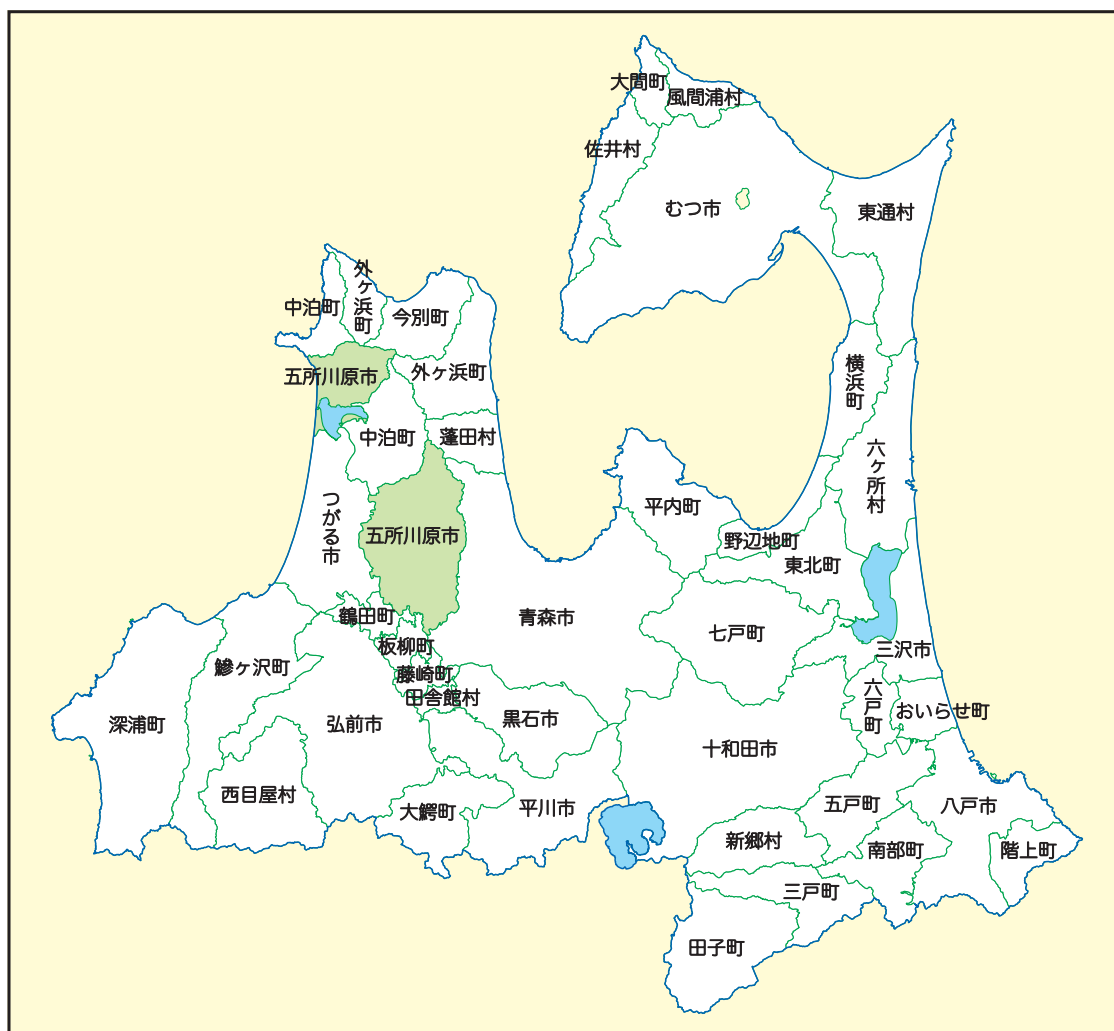 大間町
風間浦村
佐井村
むつ市
東通村
外ヶ浜町
中泊町
今別町
五所川原市
外ヶ浜町
横浜町
中泊町
蓬田村
六ヶ所村
つがる市
平内町
五所川原市
野辺地町
東北町
鶴田町
青森市
七戸町
板柳町
三沢市
鰺ヶ沢町
藤崎町
田舎館村
六戸町
おいらせ町
深浦町
弘前市
黒石市
十和田市
西目屋村
大鰐町
平川市
五戸町
八戸市
新郷村
南部町
階上町
三戸町
田子町